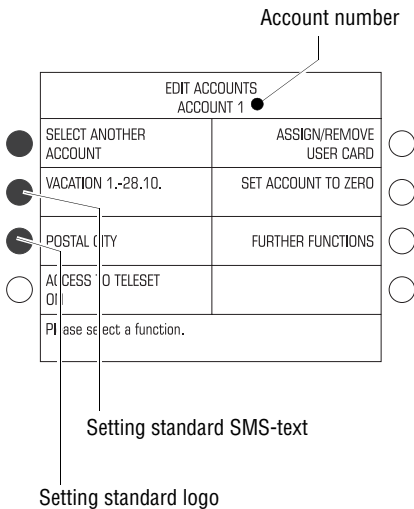 Account number
EDIT ACCOUNTS
ACCOUNT 1
SELECT ANOTHER
ACCOUNT
ASSIGN/REMOVE
USER CARD
VACATION 1.-28.10.
SET ACCOUNT TO ZERO
POSTAL CITY
FURTHER FUNCTIONS
ACCESS TO TELESET
ON
Please select a function.
Setting standard SMS-text
Setting standard logo